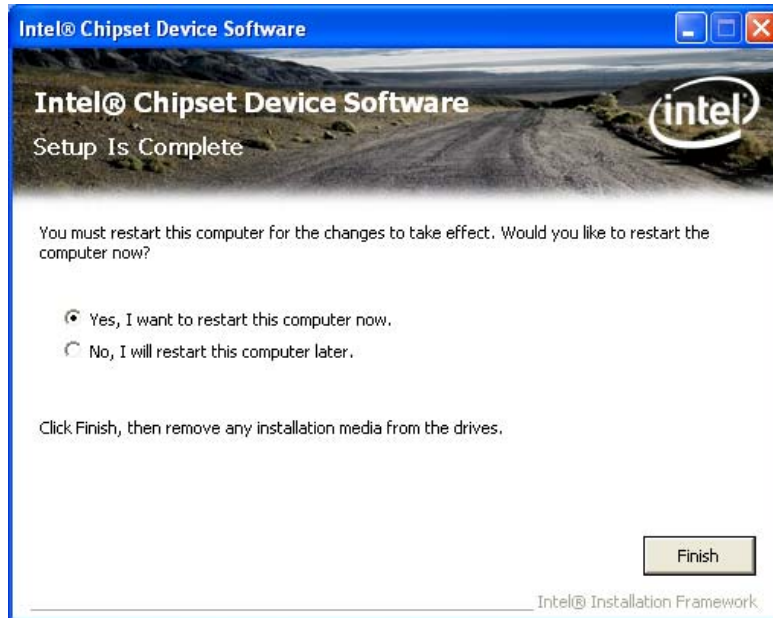 Intel® Chipset Device Software
Intel® Chipset Device Software
intel
Setup Is Complete
You must restart this computer for the changes to take effect. Would you like to restart the
computer now?
Yes, I want to restart this computer now.
No, I will restart this computer later.
Click Finish, then remove any installation media from the drives.
Finish
Intel® Installation Framework